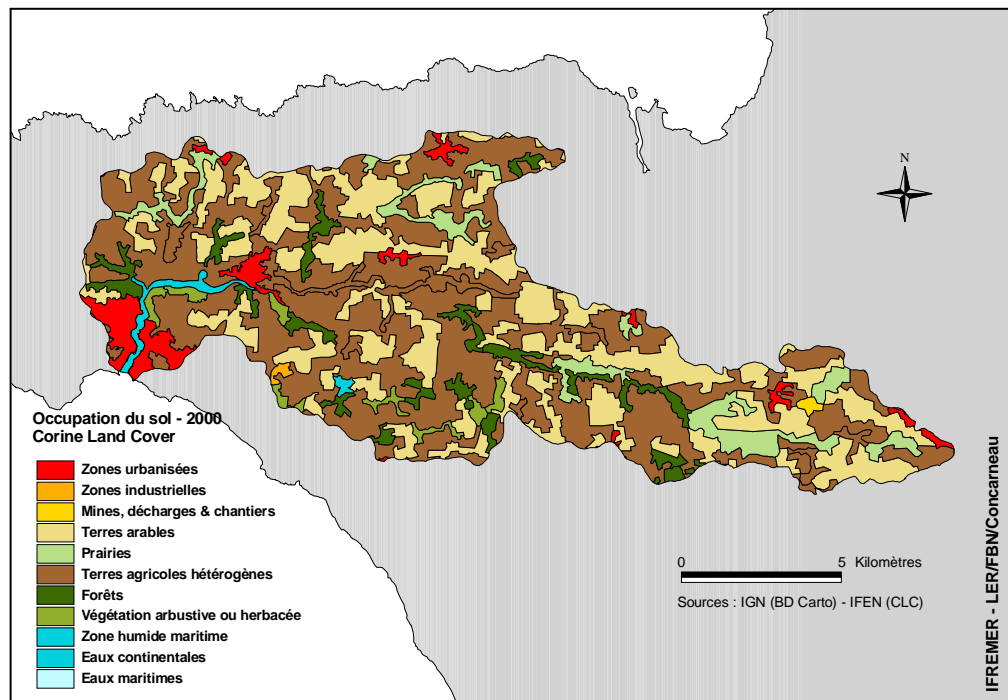 N
Occupation du sol - 2000
Corine Land Cover
Zones urbanisées
Zones industrielles
Mines, décharges & chantiers
Terres arables
Prairies
Terres agricoles hétérogènes
Forêts
Végétation arbustive ou herbacée
Zone humide maritime
Eaux continentales
Eaux maritimes
0 5 Kilomètres
Sources : IGN (BD Carto) - IFEN (CLC)
IFREMER - LER/FBN/Concarneau